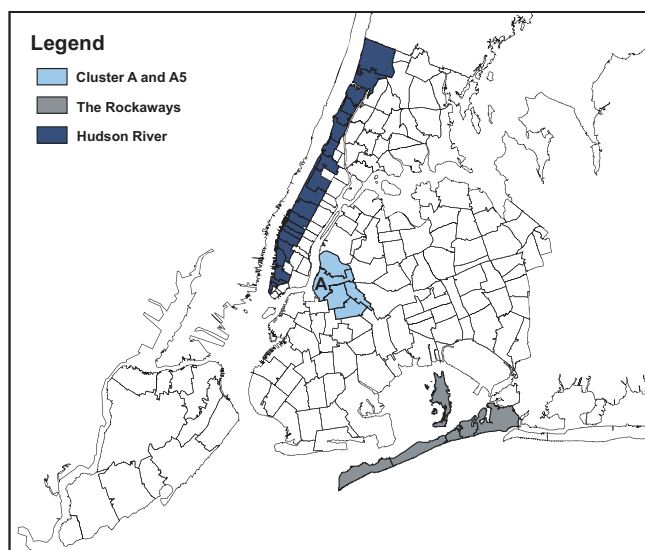 Legend
Cluster A and A5
The Rockaways
Hudson River
A